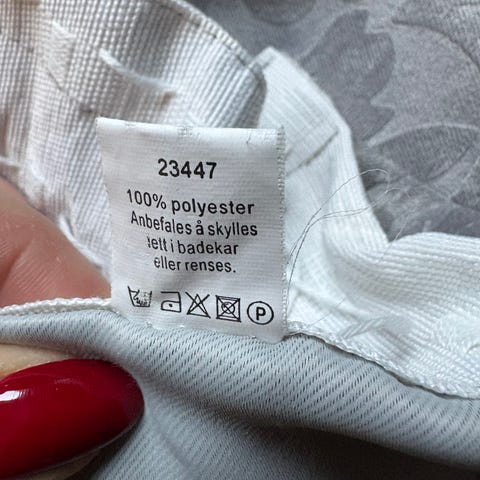 23447
100% polyester
Anbefales å skylles
lett i badekar
eller renses.
P